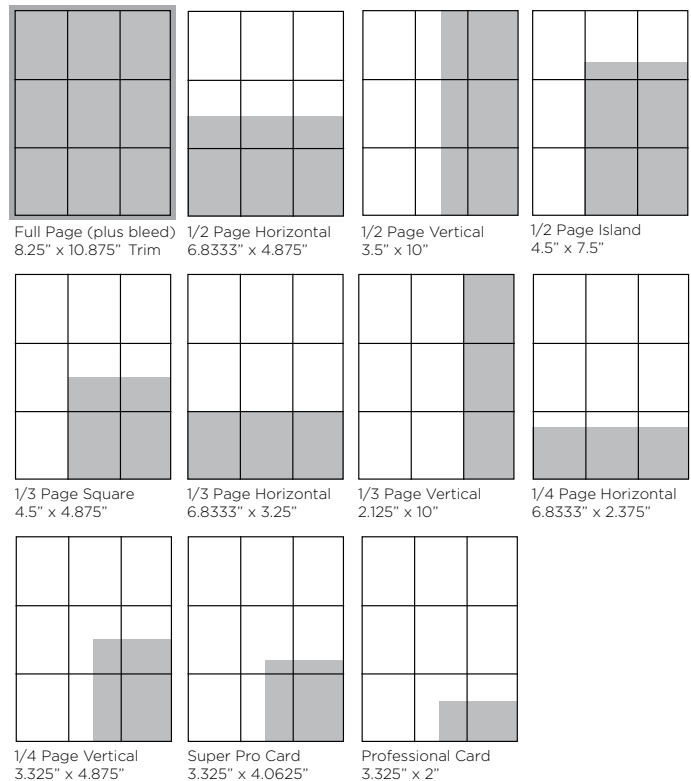 Full Page (plus bleed)
8.25” x 10.875” Trim
1/2 Page Horizontal
6.8333” x 4.875”
1/2 Page Vertical
3.5” x 10”
1/2 Page Island
4.5” x 7.5”
1/3 Page Square
4.5” x 4.875”
1/3 Page Horizontal
6.8333” x 3.25”
1/3 Page Vertical
2.125” x 10”
1/4 Page Horizontal
6.8333” x 2.375”
1/4 Page Vertical
3.325” x 4.875”
Super Pro Card
3.325” x 4.0625”
Professional Card
3.325” x 2”